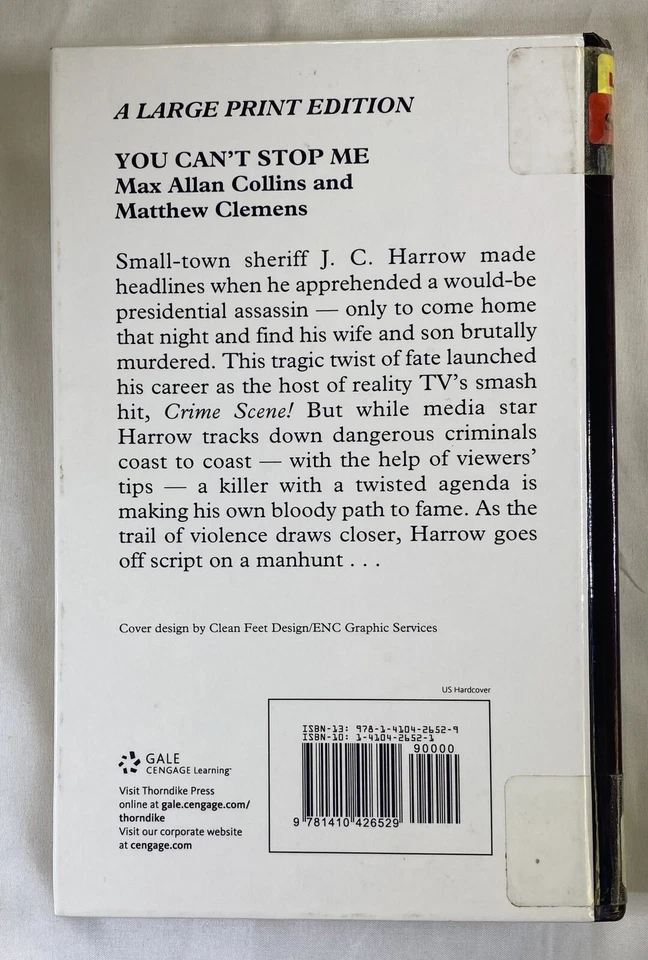 A LARGE PRINT EDITION
YOU CAN'T STOP ME
Max Allan Collins and
Matthew Clemens
Small-town sheriff J. C. Harrow made
headlines when he apprehended a would-be
presidential assassin — only to come home
that night and find his wife and son brutally
murdered. This tragic twist of fate launched
his career as the host of reality TV's smash
hit, Crime Scene! But while media star
Harrow tracks down dangerous criminals
coast to coast — with the help of viewers'
tips — a killer with a twisted agenda is
making his own bloody path to fame. As the
trail of violence draws closer, Harrow goes
off script on a manhunt . . .
Cover design by Clean Feet Design/ENC Graphic Services
US Hardcover
ISBN-13: 978-1-4104-2652-9
ISBN-10: 1-4104-2652-1
90000
9 781410 426529
GALE
CENGAGE Learning™
Visit Thorndike Press
online at gale.cengage.com/
thorndike
Visit our corporate website
at cengage.com